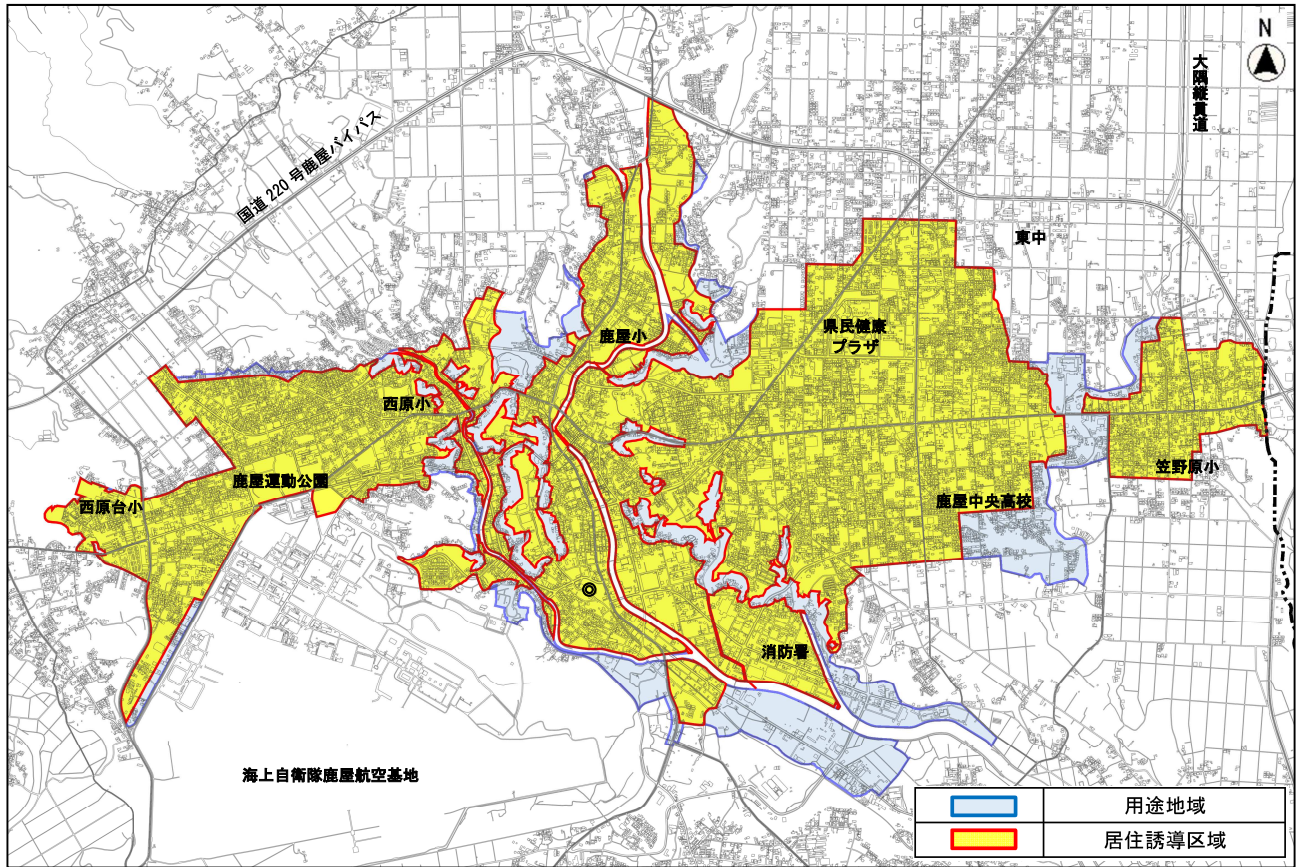 N
大隅縦貫道
国道 220 号鹿屋バイパス
東中
県民健康
プラザ
鹿屋小
西原小
笠野原小
鹿屋運動公園
鹿屋中央高校
西原台小
消防署
海上自衛隊鹿屋航空基地
用途地域
居住誘導区域